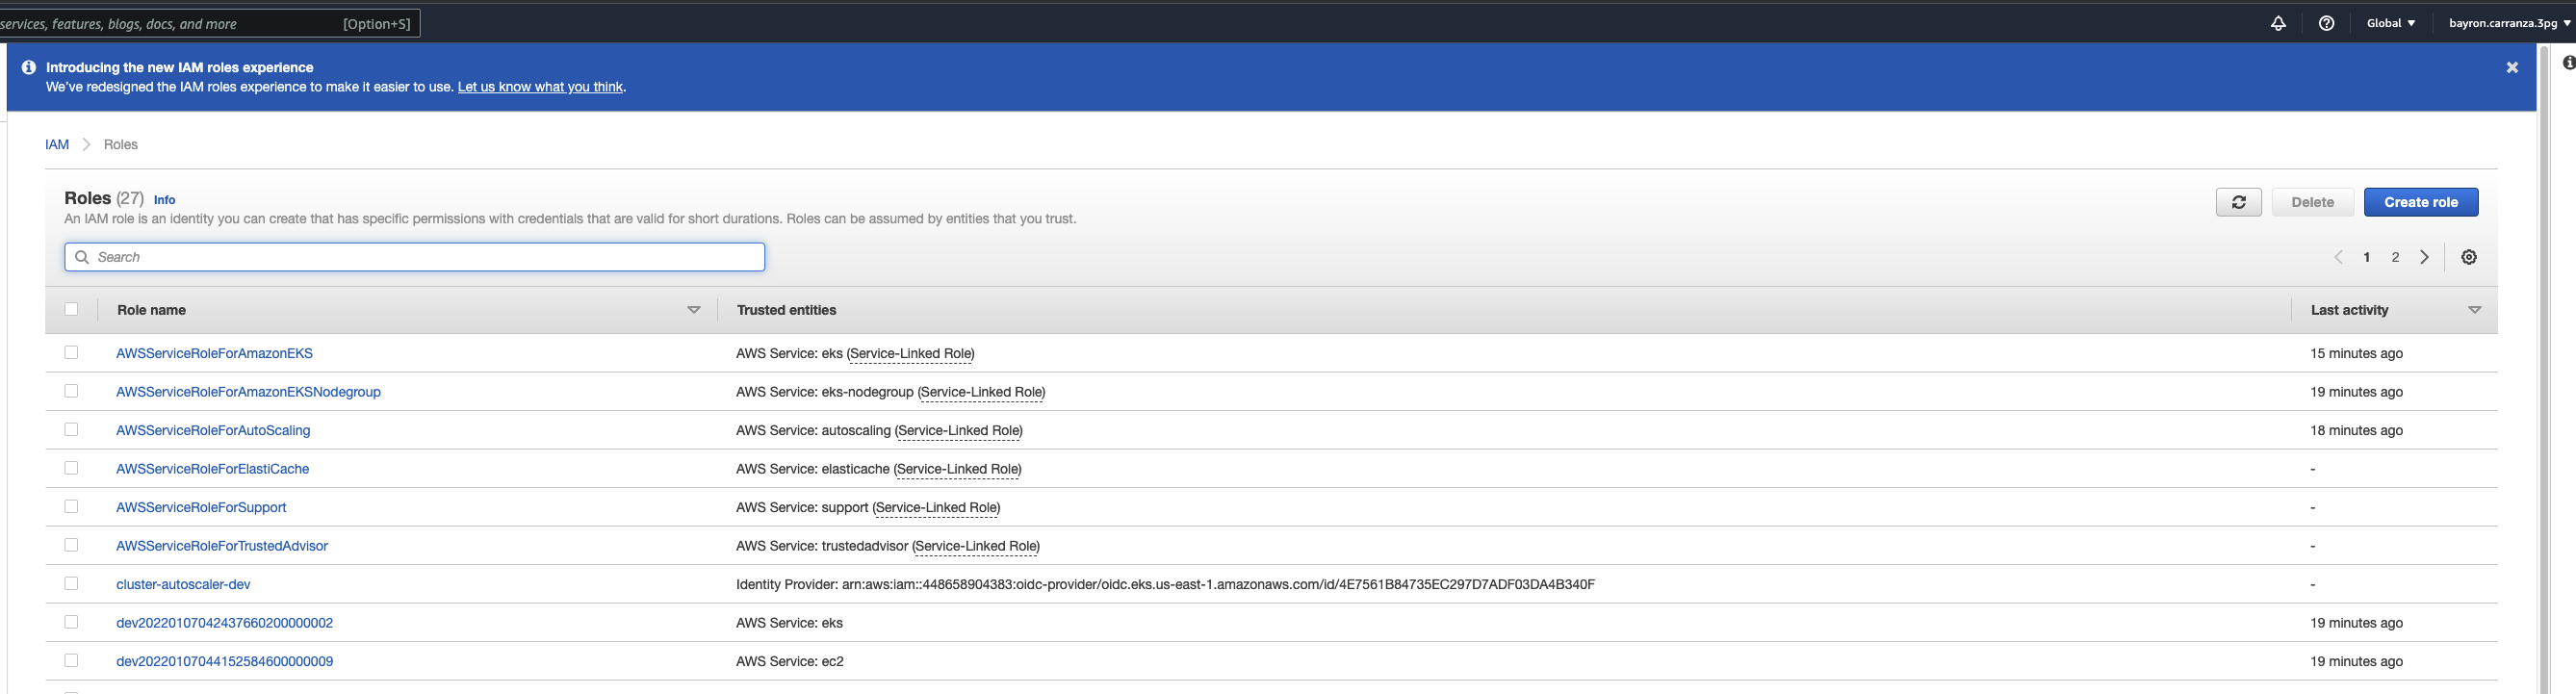 services, features, blogs, docs, and more [Option+S] Global ▼ bayron.carranza.3pg ▼
Introducing the new IAM roles experience
We've redesigned the IAM roles experience to make it easier to use. Let us know what you think.
IAM > Roles
Roles (27) Info
An IAM role is an identity you can create that has specific permissions with credentials that are valid for short durations. Roles can be assumed by entities that you trust.
Delete Create role
Search
1 2
Role name Trusted entities Last activity
AWSServiceRoleForAmazonEKS AWS Service: eks (Service-Linked Role) 15 minutes ago
AWSServiceRoleForAmazonEKSNodegroup AWS Service: eks-nodegroup (Service-Linked Role) 19 minutes ago
AWSServiceRoleForAutoScaling AWS Service: autoscaling (Service-Linked Role) 18 minutes ago
AWSServiceRoleForElastiCache AWS Service: elasticache (Service-Linked Role) -
AWSServiceRoleForSupport AWS Service: support (Service-Linked Role) -
AWSServiceRoleForTrustedAdvisor AWS Service: trustedadvisor (Service-Linked Role) -
cluster-autoscaler-dev Identity Provider: arn:aws:iam::448658904383:oidc-provider/oidc.eks.us-east-1.amazonaws.com/id/4E7561B84735EC297D7ADF03DA4B340F -
dev20220107042437660200000002 AWS Service: eks 19 minutes ago
dev20220107044152584600000009 AWS Service: ec2 19 minutes ago